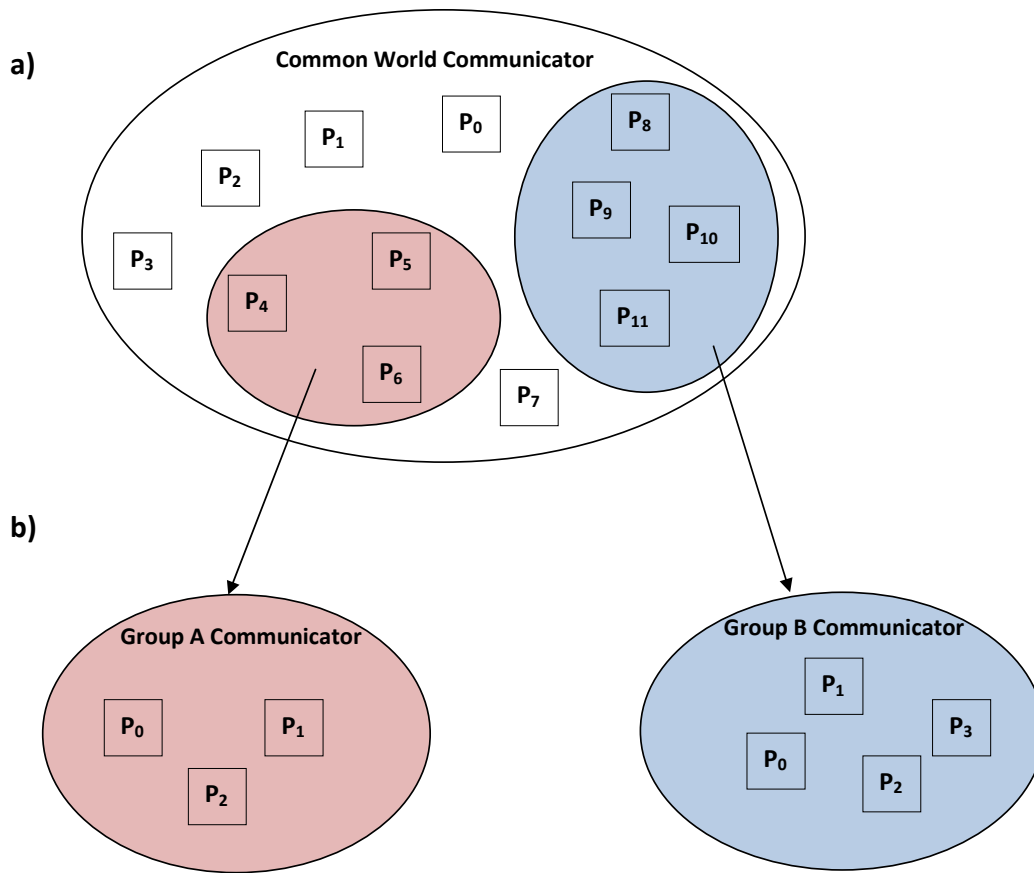 a)
Common World Communicator
P₀
P₈
P₁
P₂
P₉
P₁₀
P₃
P₅
P₄
P₁₁
P₆
P₇
b)
Group A Communicator
P₀
P₁
P₂
Group B Communicator
P₁
P₃
P₀
P₂